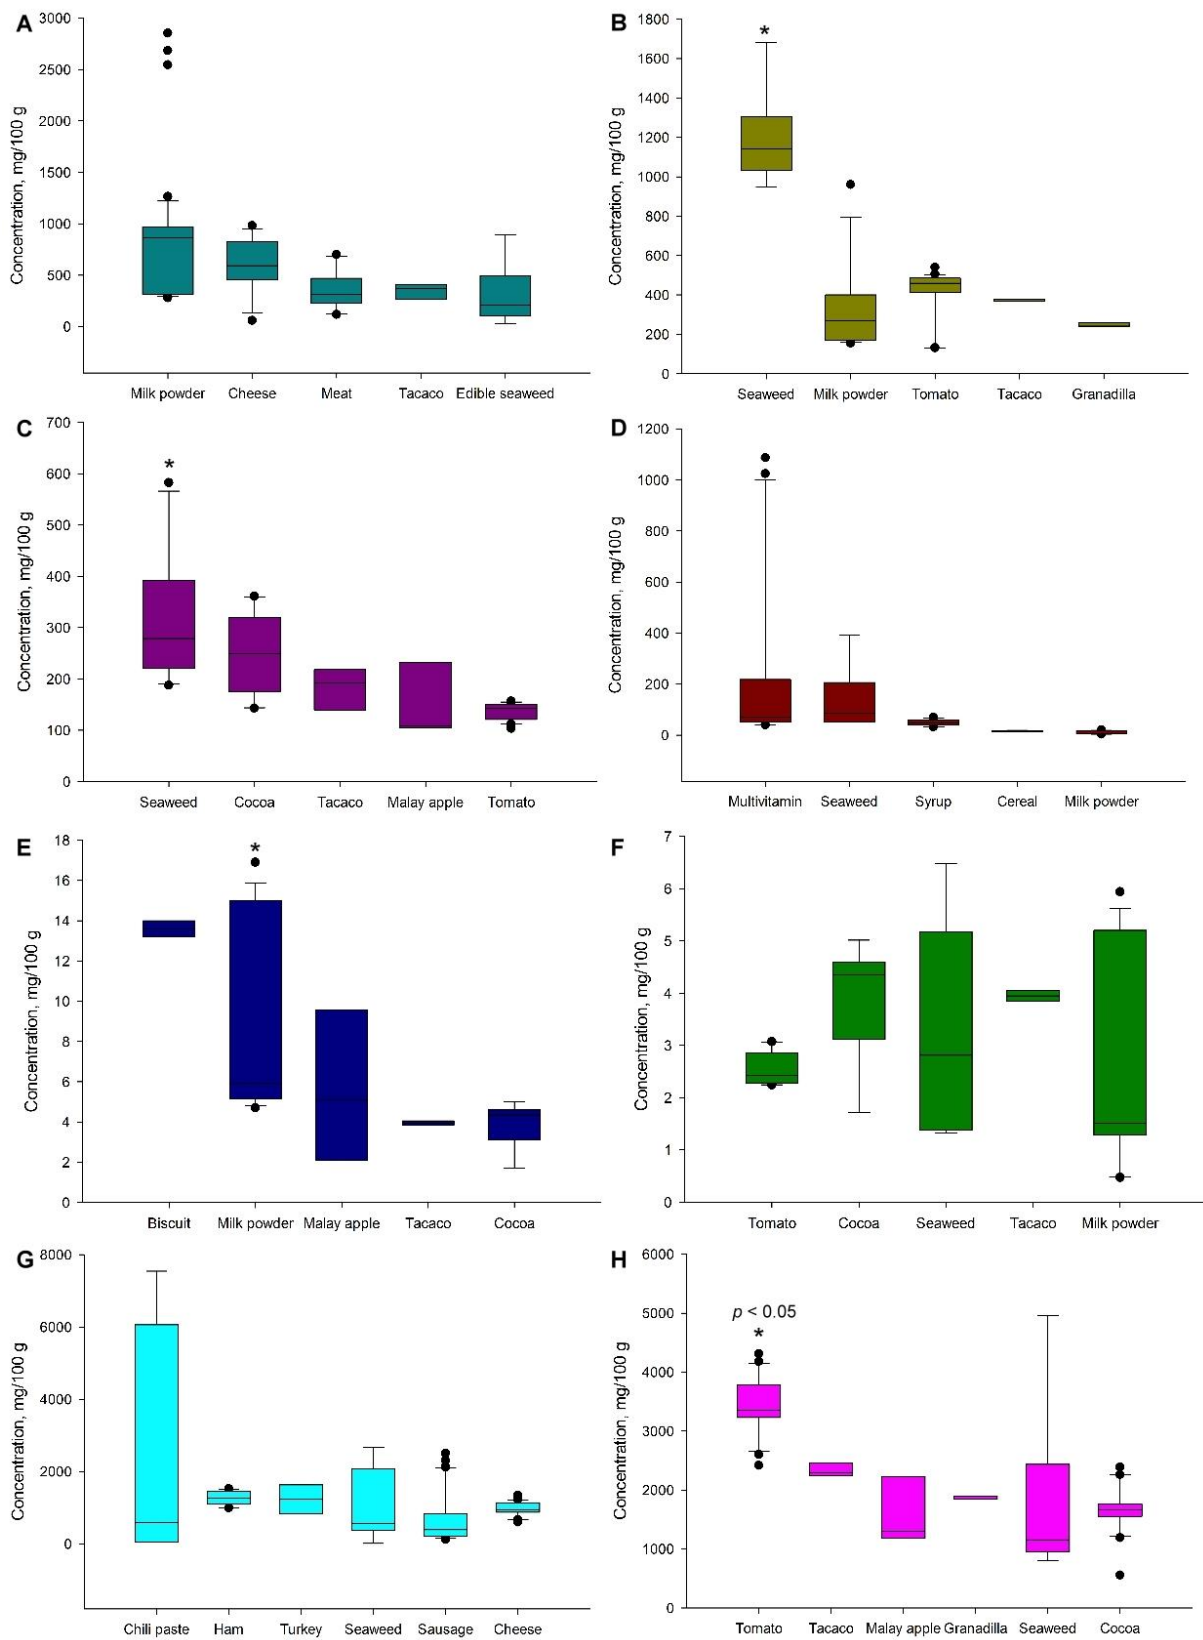 A
Concentration, mg/100 g
3000
2500
2000
1500
1000
500
0
Milk powder Cheese Meat Tacaco Edible seaweed
B
Concentration, mg/100 g
1800
1600
1400
1200
1000
800
600
400
200
0
*
Seaweed Milk powder Tomato Tacaco Granadilla
C
Concentration, mg/100 g
700
600
500
400
300
200
100
0
*
Seaweed Cocoa Tacaco Malay apple Tomato
D
Concentration, mg/100 g
1200
1000
800
600
400
200
0
Multivitamin Seaweed Syrup Cereal Milk powder
E
Concentration, mg/100 g
18
16
14
12
10
8
6
4
2
0
*
Biscuit Milk powder Malay apple Tacaco Cocoa
F
Concentration, mg/100 g
7
6
5
4
3
2
1
0
Tomato Cocoa Seaweed Tacaco Milk powder
G
Concentration, mg/100 g
8000
6000
4000
2000
0
Chili paste Ham Turkey Seaweed Sausage Cheese
H
Concentration, mg/100 g
6000
5000
4000
3000
2000
1000
0
p < 0.05
*
Tomato Tacaco Malay apple Granadilla Seaweed Cocoa